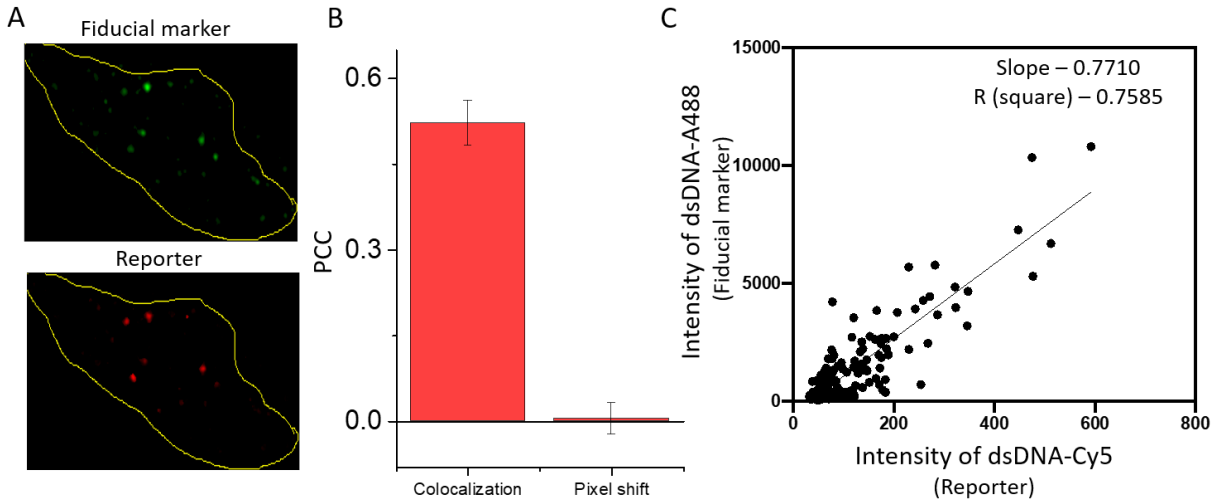 A
Fiducial marker
Reporter
B
PCC
0.6
0.3
0.0
Colocalization
Pixel shift
C
Intensity of dsDNA-A488
(Fiducial marker)
15000
10000
5000
0
Slope – 0.7710
R (square) – 0.7585
0
200
400
600
800
Intensity of dsDNA-Cy5
(Reporter)